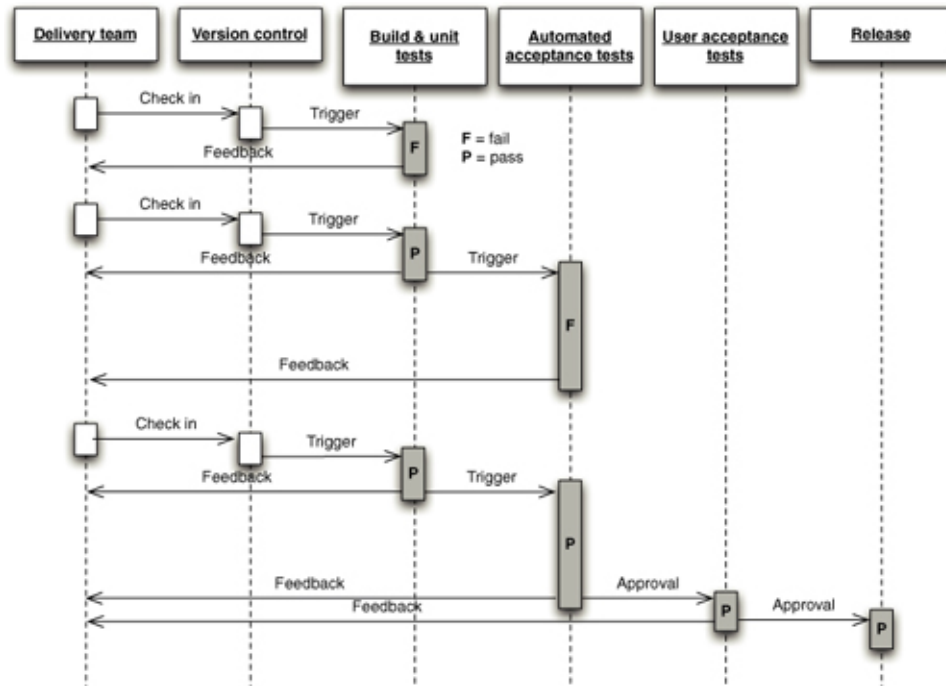 Delivery team
Version control
Build & unit
tests
Automated
acceptance tests
User acceptance
tests
Release
Check in
Trigger
F
F = fail
P = pass
Feedback
Check in
Trigger
P
Feedback
Trigger
F
Feedback
Check in
Trigger
P
Feedback
Trigger
P
Feedback
Approval
P
Feedback
Approval
P